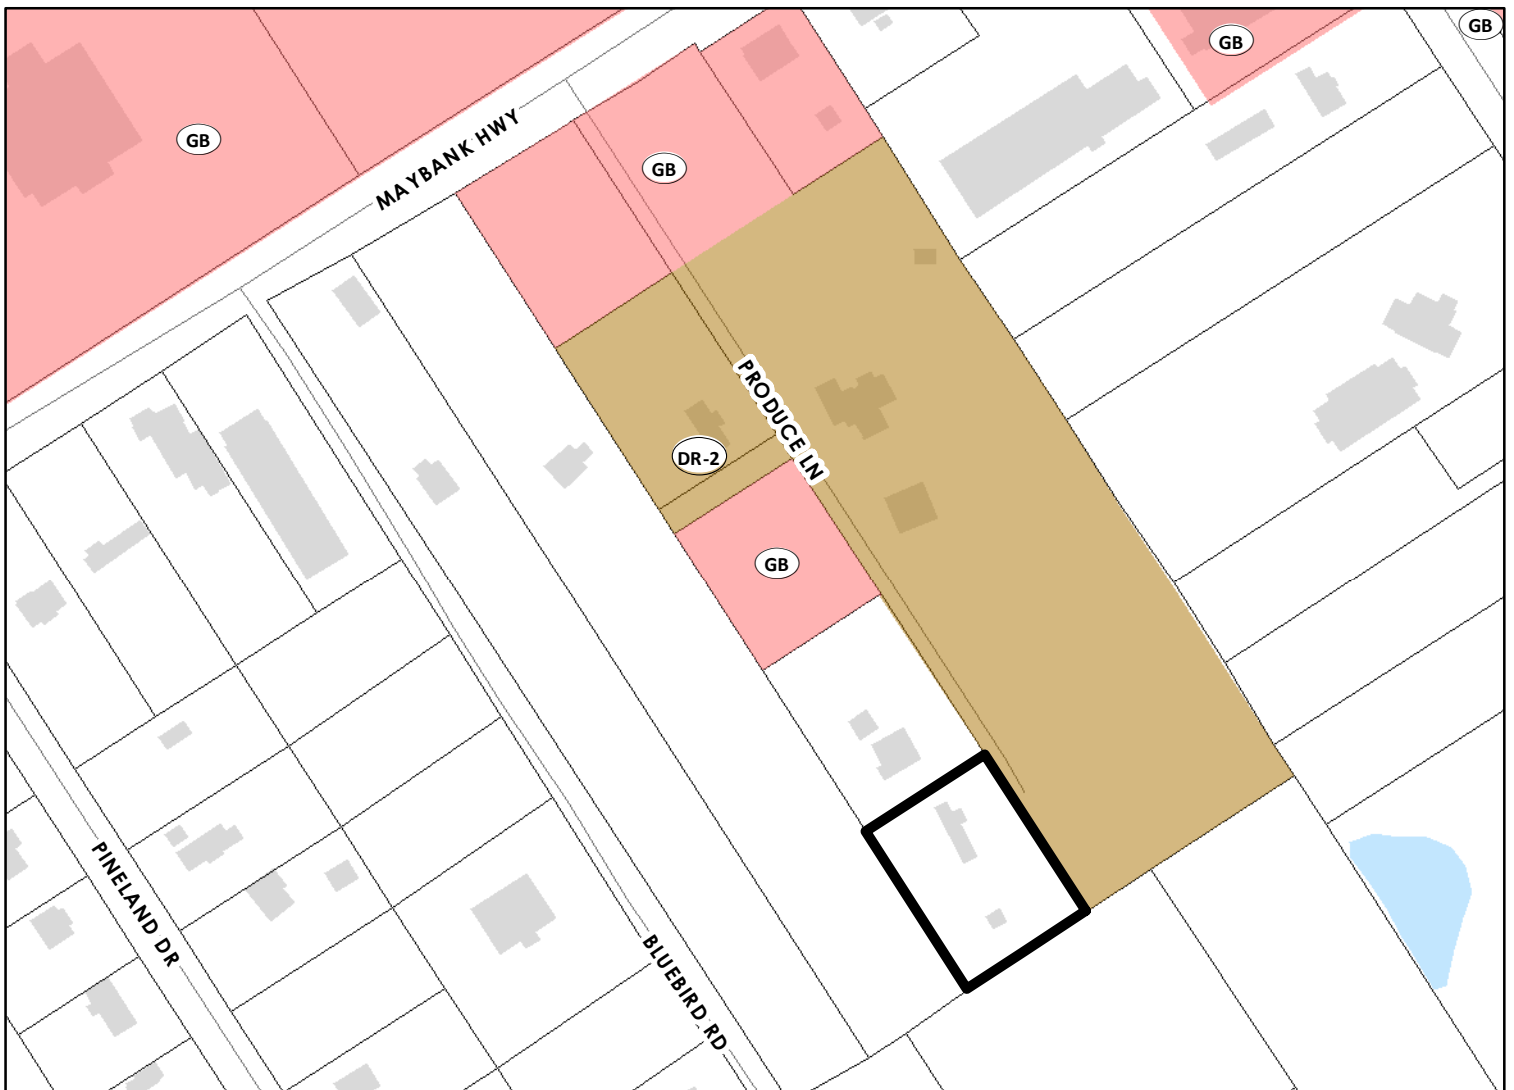 GB
GB
GB
MAYBANK HWY
GB
PRODUCE LN
DR-2
GB
PINELAND DR
BLUEBIRD RD